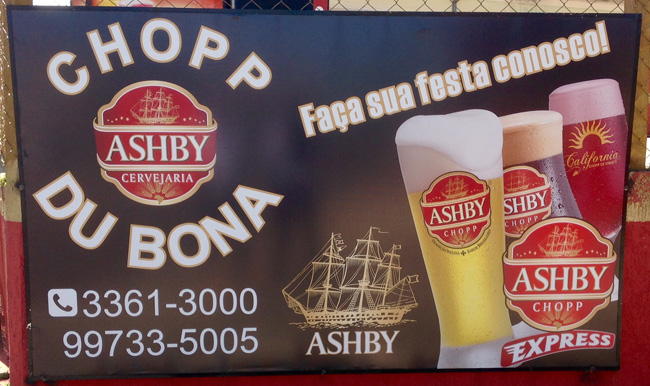 CHOPP
ASHBY
CERVEJARIA
DU BONA
3361-3000
99733-5005
Faça sua festa conosco!
ASHBY
ASHBY
CHOPP
ASHBY
CHOPP
California
ASHBY
CHOPP
EXPRESS